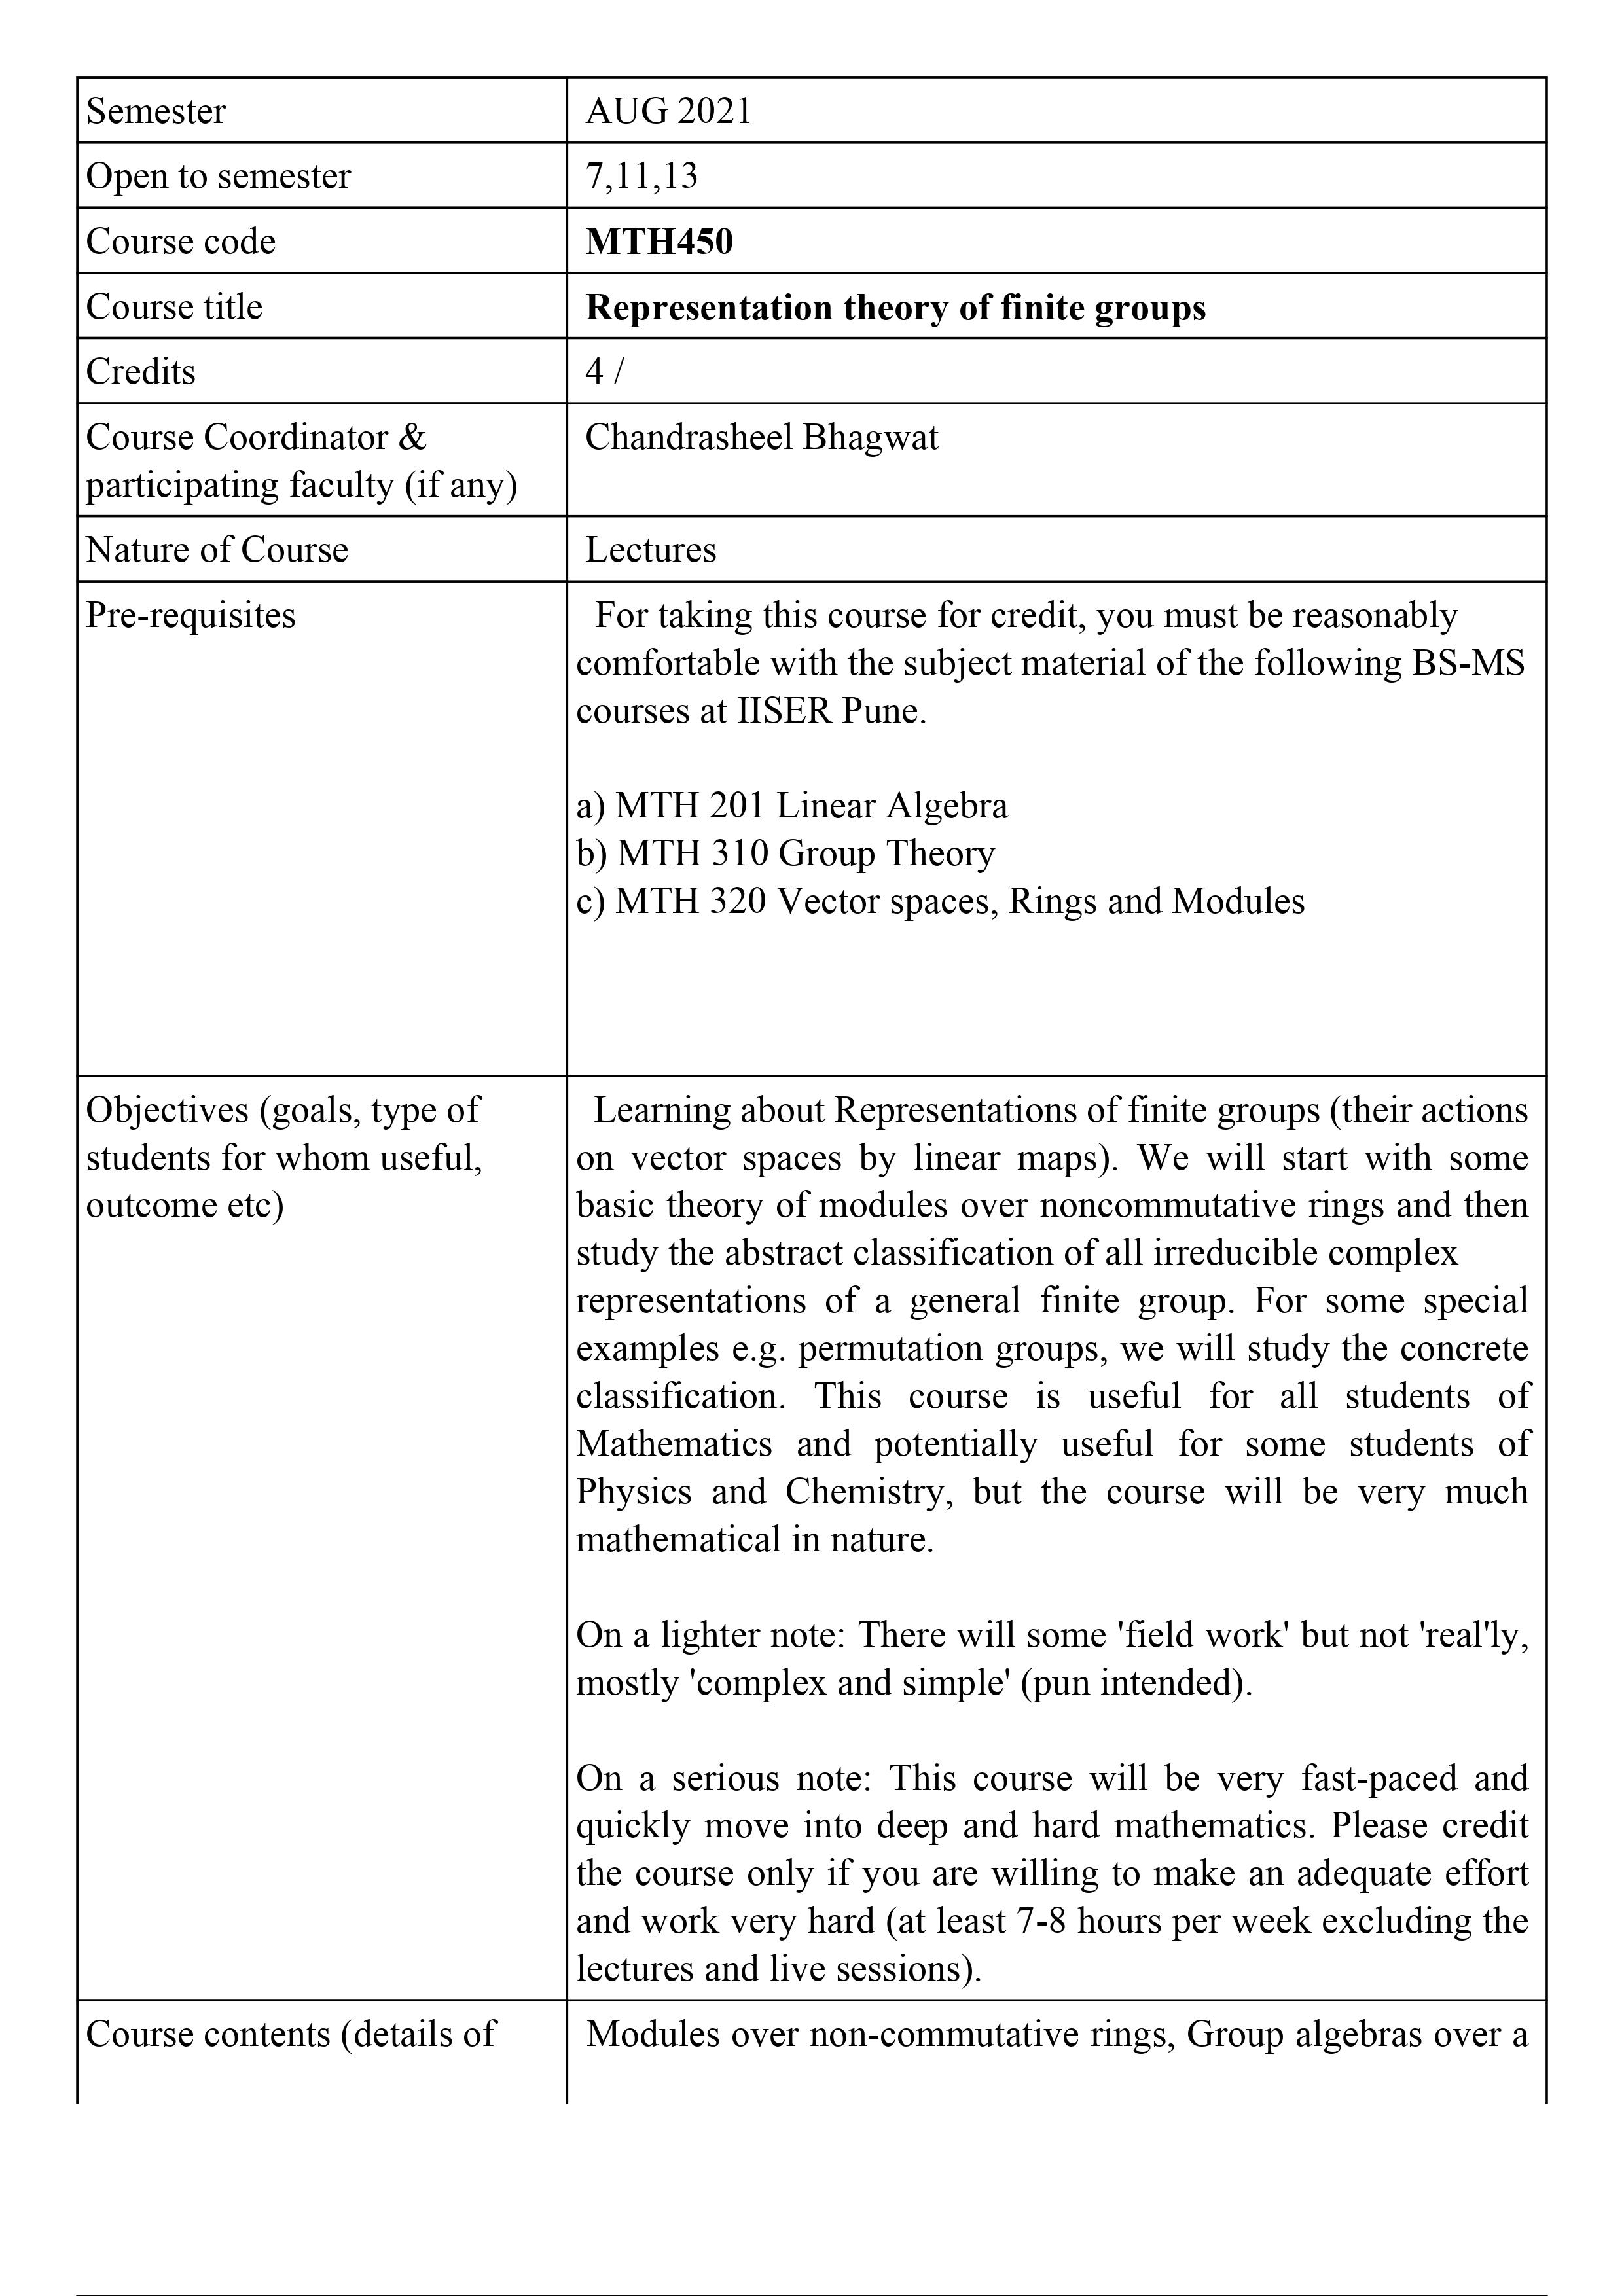 Semester
AUG 2021
Open to semester
7,11,13
Course code
MTH450
Course title
Representation theory of finite groups
Credits
4 /
Course Coordinator &
participating faculty (if any)
Chandrasheel Bhagwat
Nature of Course
Lectures
Pre-requisites
For taking this course for credit, you must be reasonably
comfortable with the subject material of the following BS-MS
courses at IISER Pune.
a) MTH 201 Linear Algebra
b) MTH 310 Group Theory
c) MTH 320 Vector spaces, Rings and Modules
Objectives (goals, type of
students for whom useful,
outcome etc)
Learning about Representations of finite groups (their actions
on vector spaces by linear maps). We will start with some
basic theory of modules over noncommutative rings and then
study the abstract classification of all irreducible complex
representations of a general finite group. For some special
examples e.g. permutation groups, we will study the concrete
classification. This course is useful for all students of
Mathematics and potentially useful for some students of
Physics and Chemistry, but the course will be very much
mathematical in nature.
On a lighter note: There will some 'field work' but not 'real'ly,
mostly 'complex and simple' (pun intended).
On a serious note: This course will be very fast-paced and
quickly move into deep and hard mathematics. Please credit
the course only if you are willing to make an adequate effort
and work very hard (at least 7-8 hours per week excluding the
lectures and live sessions).
Course contents (details of
Modules over non-commutative rings, Group algebras over a